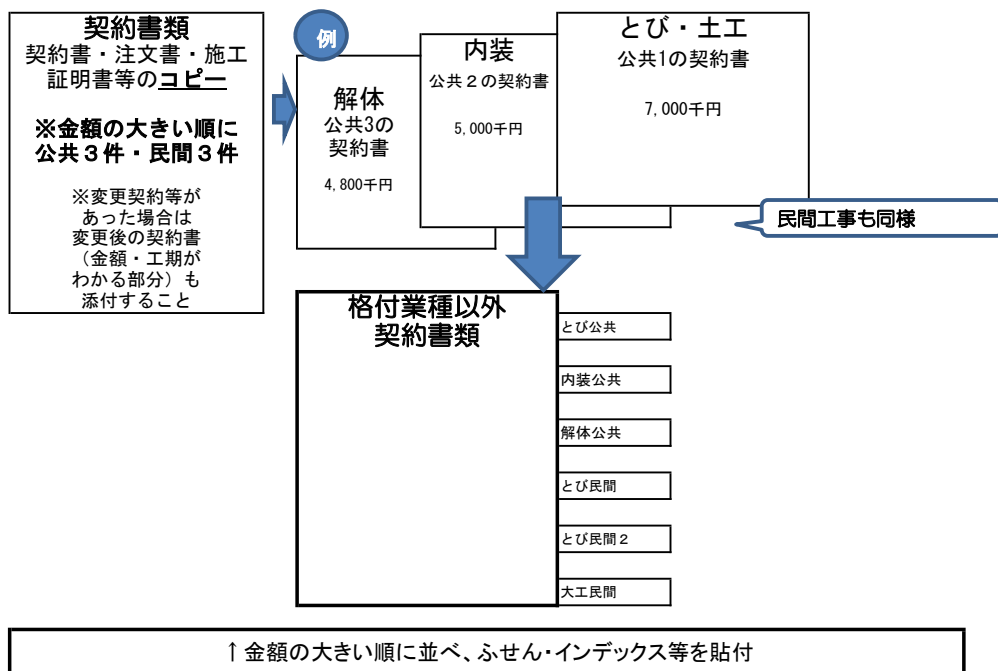 契約書類
契約書・注文書・施工
証明書等のコピー
※金額の大きい順に
公共３件・民間３件
※変更契約等が
あった場合は
変更後の契約書
（金額・工期が
わかる部分）も
添付すること
例
解体
公共3の
契約書
4,800千円
内装
公共２の契約書
5,000千円
とび・土工
公共1の契約書
7,000千円
民間工事も同様
格付業種以外
契約書類
とび公共
内装公共
解体公共
とび民間
とび民間２
大工民間
↑金額の大きい順に並べ、ふせん・インデックス等を貼付